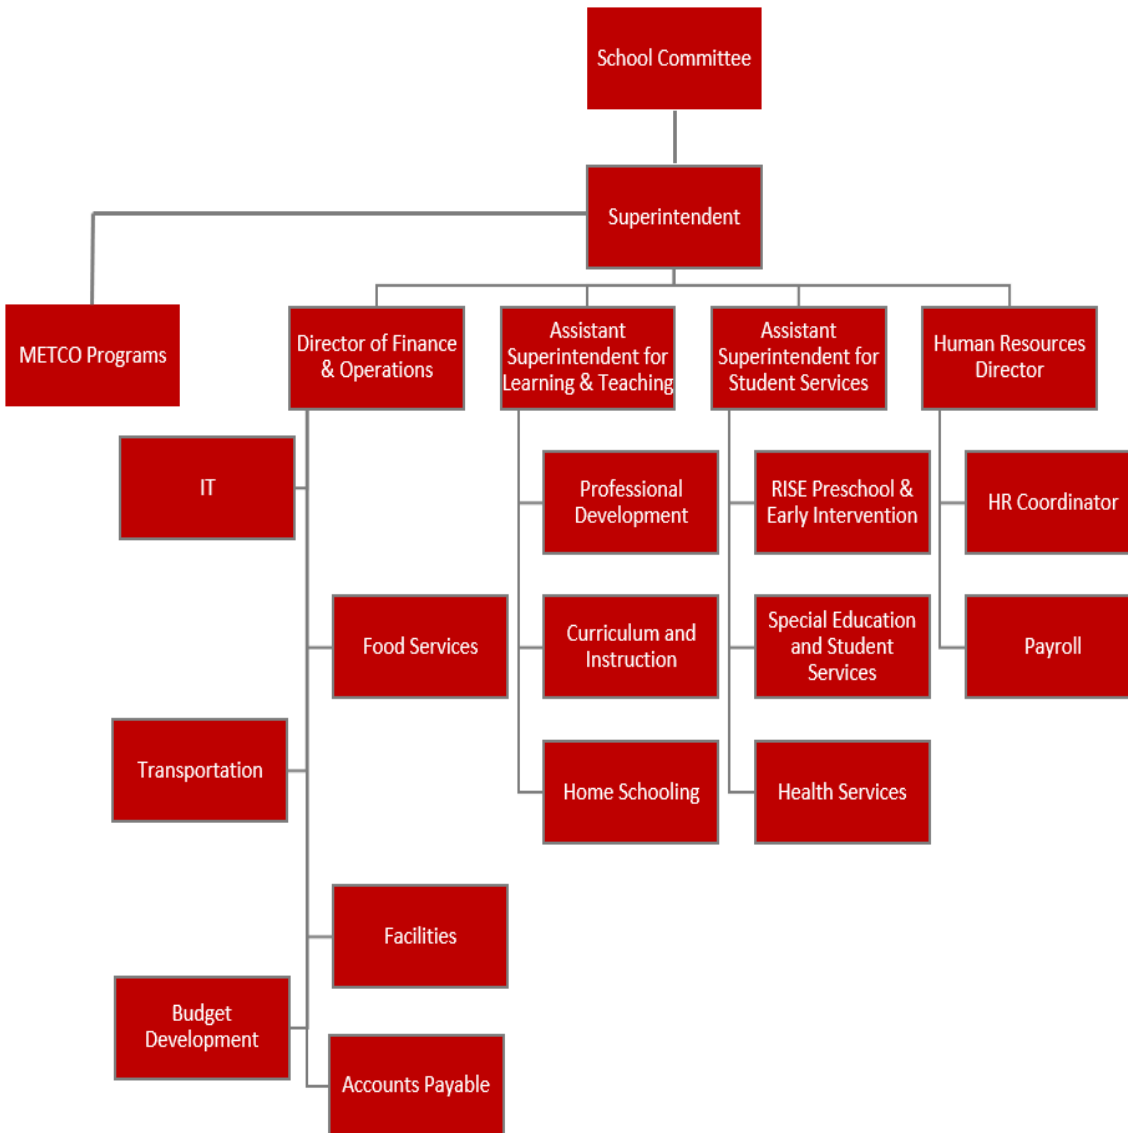 School Committee
Superintendent
METCO Programs
Director of Finance
& Operations
Assistant
Superintendent for
Learning & Teaching
Assistant
Superintendent for
Student Services
Human Resources
Director
IT
Professional
Development
RISE Preschool &
Early Intervention
HR Coordinator
Food Services
Curriculum and
Instruction
Special Education
and Student
Services
Payroll
Transportation
Home Schooling
Health Services
Facilities
Budget
Development
Accounts Payable